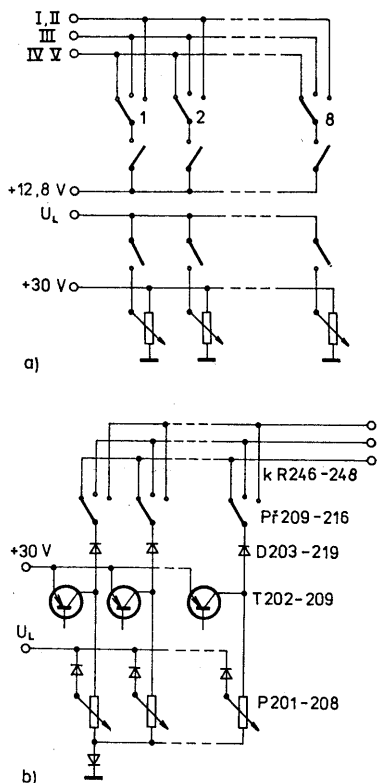 I, II
III
IV V
1
2
8
+12,8 V
U_L
+30 V
a)
k R246-248
Př209-216
D203-219
+30 V
T202-209
U_L
P201-208
b)